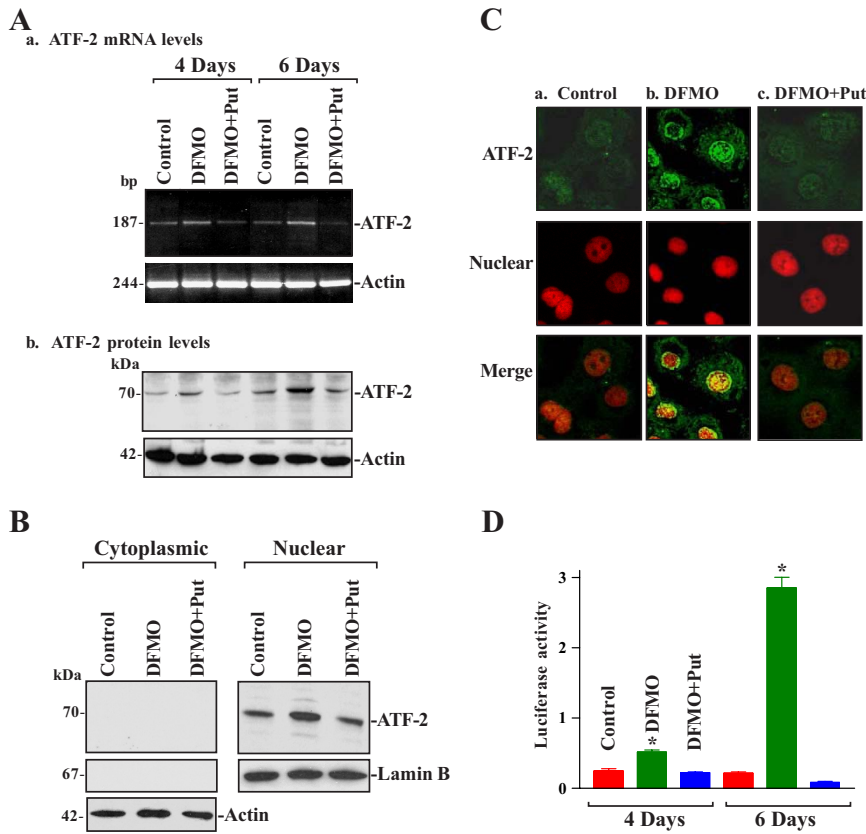 A
a. ATF-2 mRNA levels
4 Days 6 Days
Control DFMO DFMO+Put Control DFMO DFMO+Put
bp
187- -ATF-2
244- -Actin
b. ATF-2 protein levels
kDa
70- -ATF-2
42- -Actin
B
Cytoplasmic Nuclear
Control DFMO DFMO+Put Control DFMO DFMO+Put
kDa
70- -ATF-2
67- -Lamin B
42- -Actin
C
a. Control b. DFMO c. DFMO+Put
ATF-2
Nuclear
Merge
D
Luciferase activity
3
2
1
0
Control
* DFMO
DFMO+Put
*
4 Days 6 Days